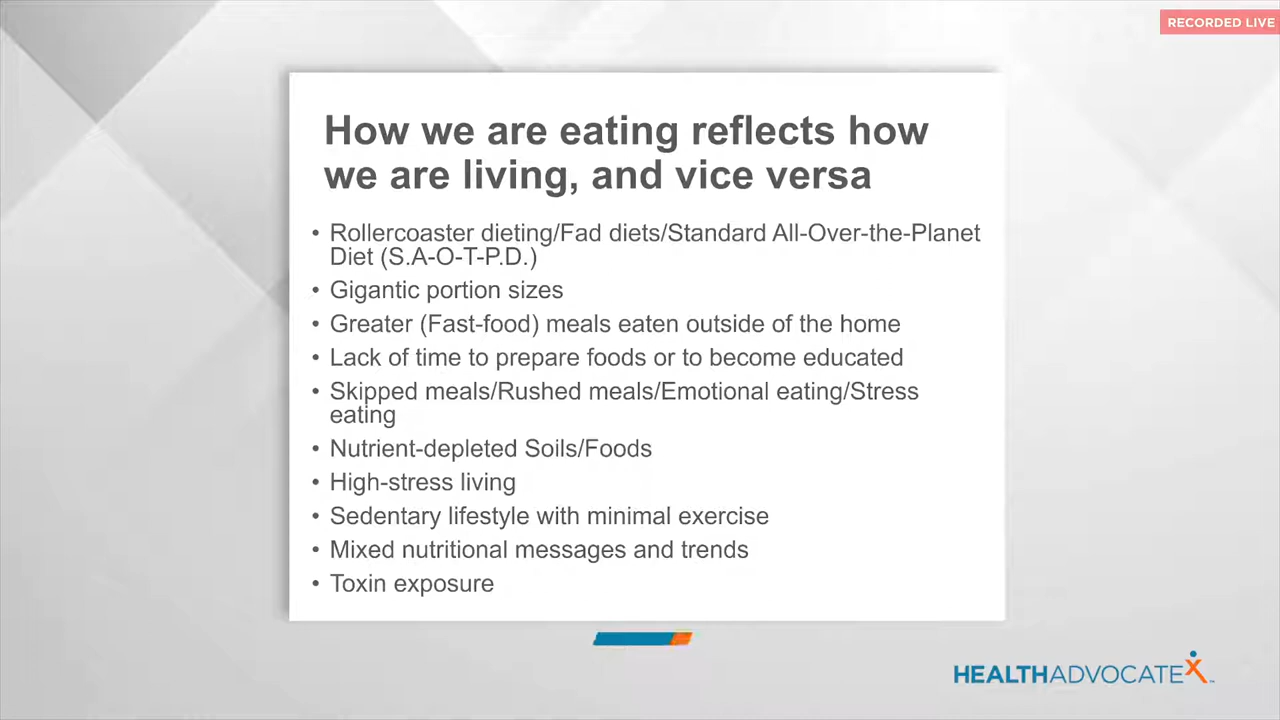 RECORDED LIVE
How we are eating reflects how
we are living, and vice versa
• Rollercoaster dieting/Fad diets/Standard All-Over-the-Planet
Diet (S.A-O-T-P.D.)
• Gigantic portion sizes
• Greater (Fast-food) meals eaten outside of the home
• Lack of time to prepare foods or to become educated
• Skipped meals/Rushed meals/Emotional eating/Stress
eating
• Nutrient-depleted Soils/Foods
• High-stress living
• Sedentary lifestyle with minimal exercise
• Mixed nutritional messages and trends
• Toxin exposure
HEALTHADVOCATEX™